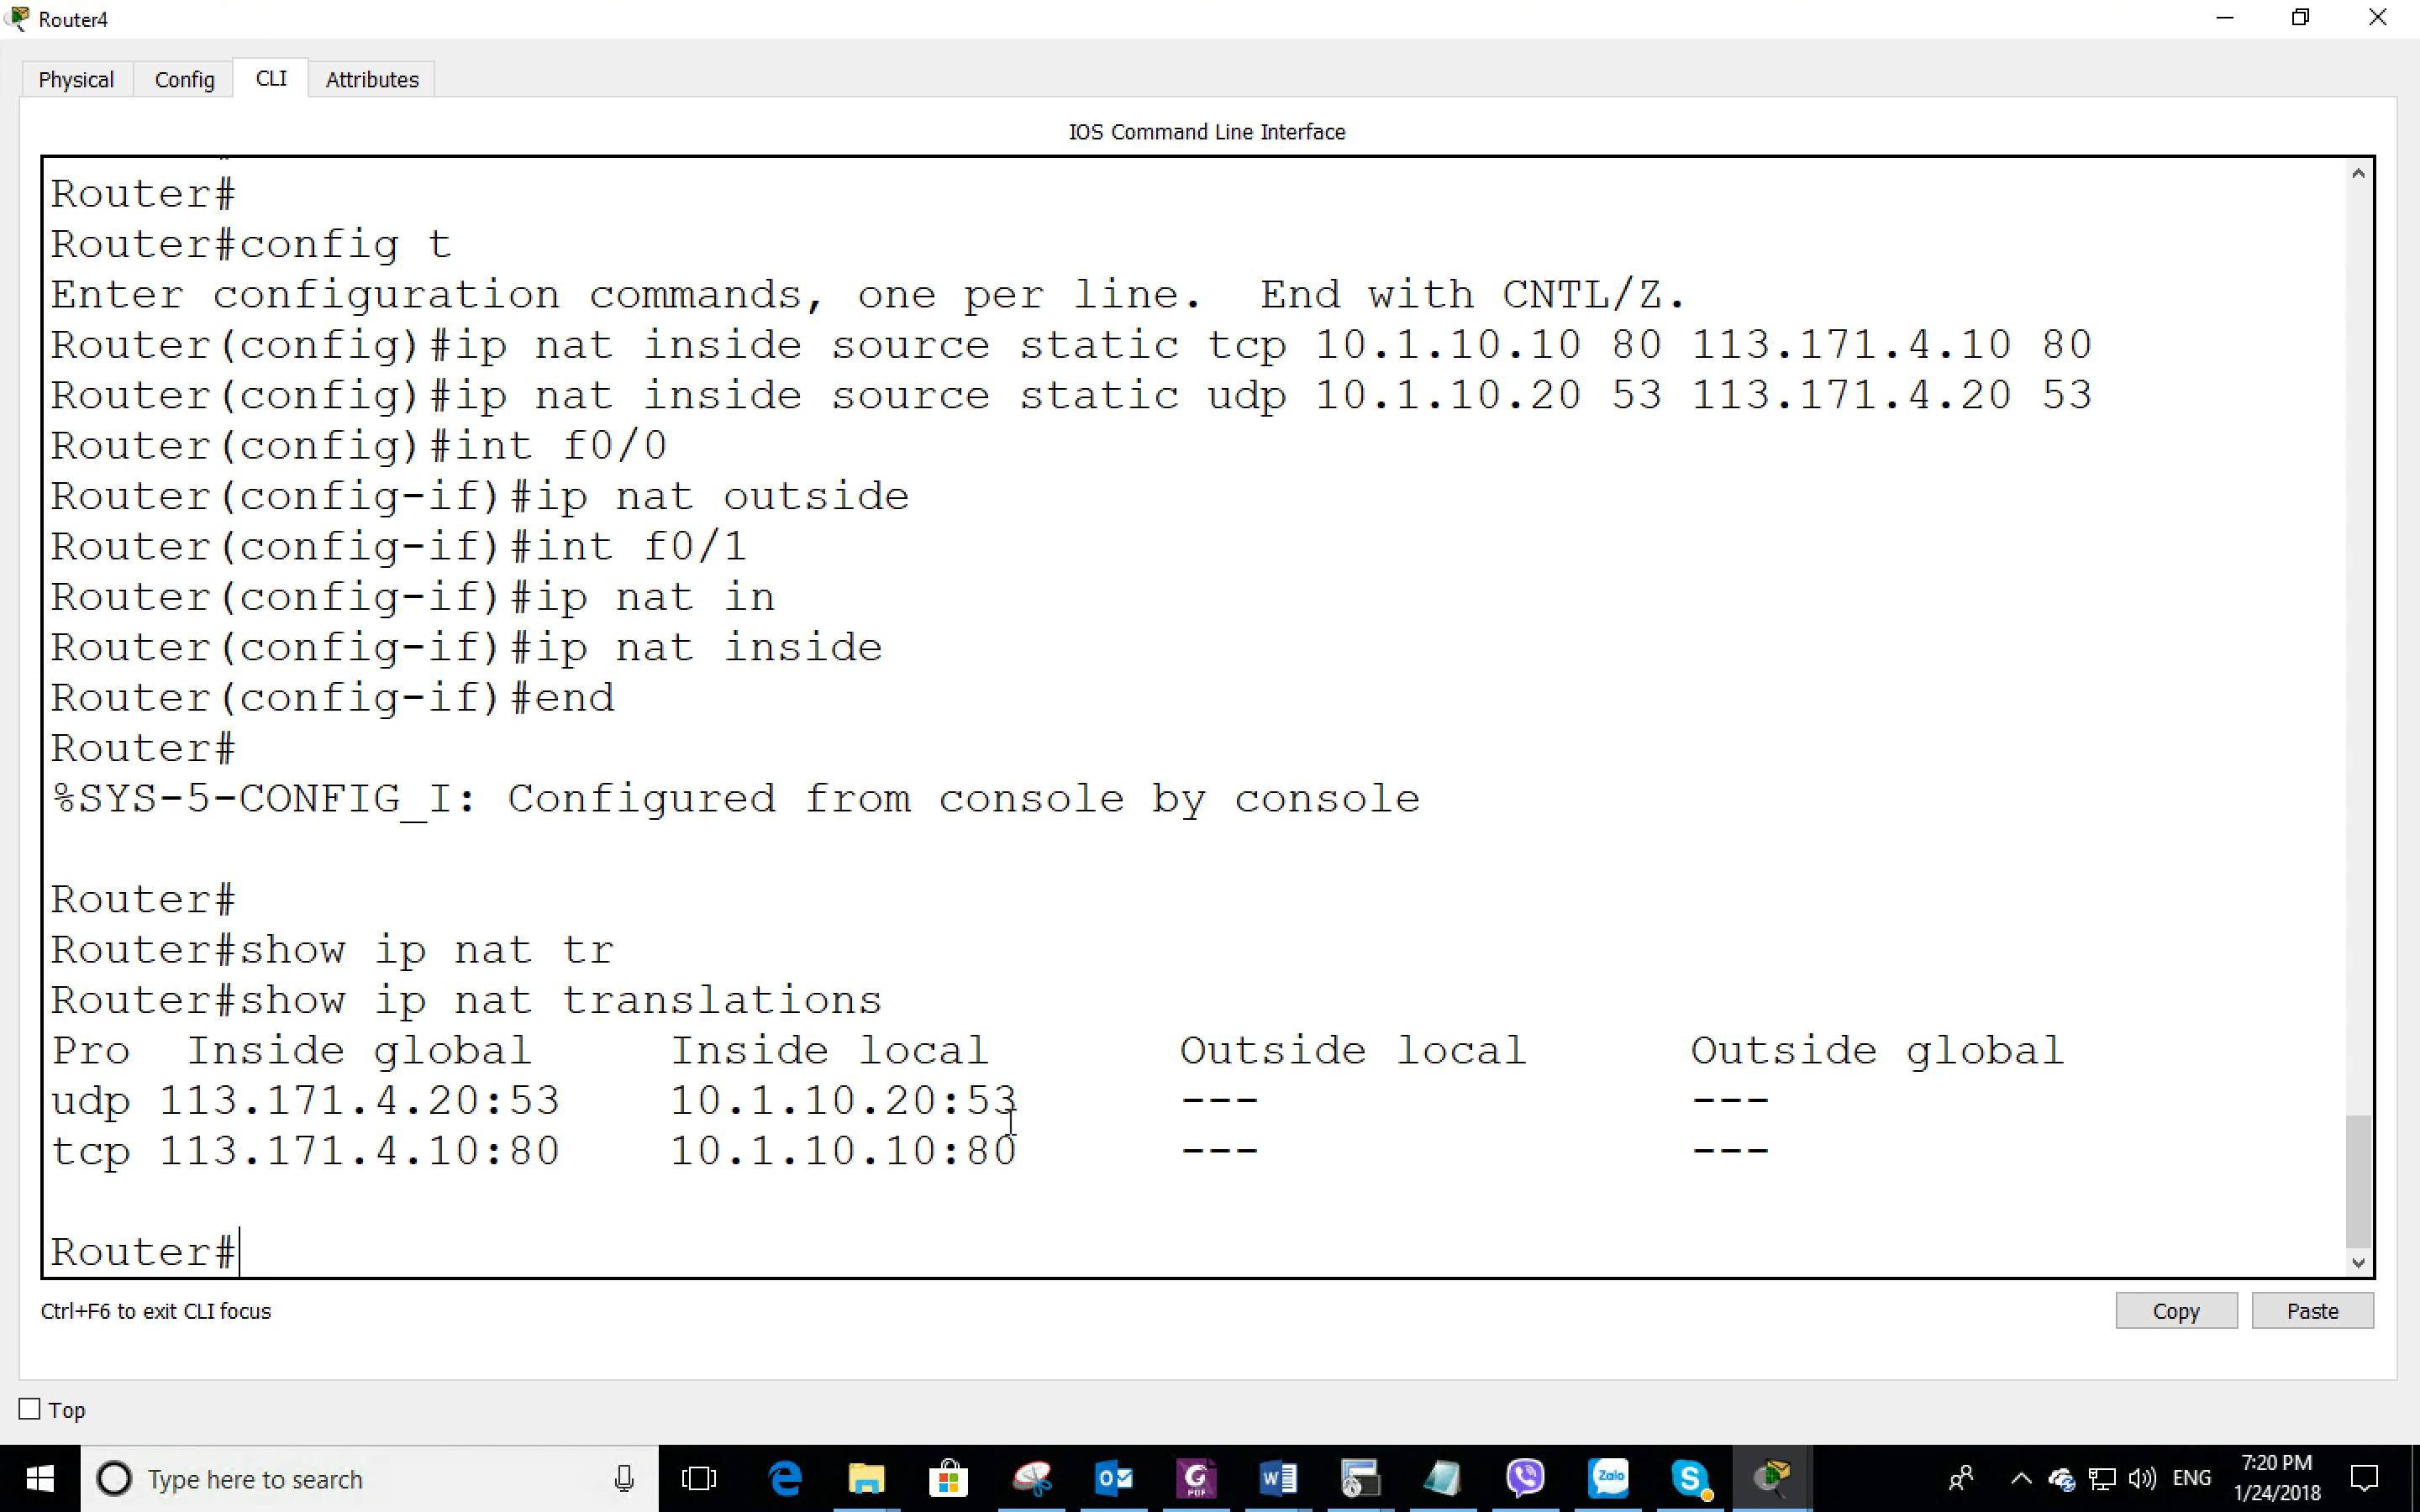 Router4
Physical Config CLI Attributes
IOS Command Line Interface
Router#
Router#config t
Enter configuration commands, one per line.  End with CNTL/Z.
Router(config)#ip nat inside source static tcp 10.1.10.10 80 113.171.4.10 80
Router(config)#ip nat inside source static udp 10.1.10.20 53 113.171.4.20 53
Router(config)#int f0/0
Router(config-if)#ip nat outside
Router(config-if)#int f0/1
Router(config-if)#ip nat in
Router(config-if)#ip nat inside
Router(config-if)#end
Router#
%SYS-5-CONFIG_I: Configured from console by console
Router#
Router#show ip nat tr
Router#show ip nat translations
Pro  Inside global     Inside local       Outside local      Outside global
udp 113.171.4.20:53    10.1.10.20:53      ---                ---
tcp 113.171.4.10:80    10.1.10.10:80      ---                ---
Router#
Ctrl+F6 to exit CLI focus
Copy Paste
Top
Type here to search
ENG
7:20 PM
1/24/2018
Zalo
PDF